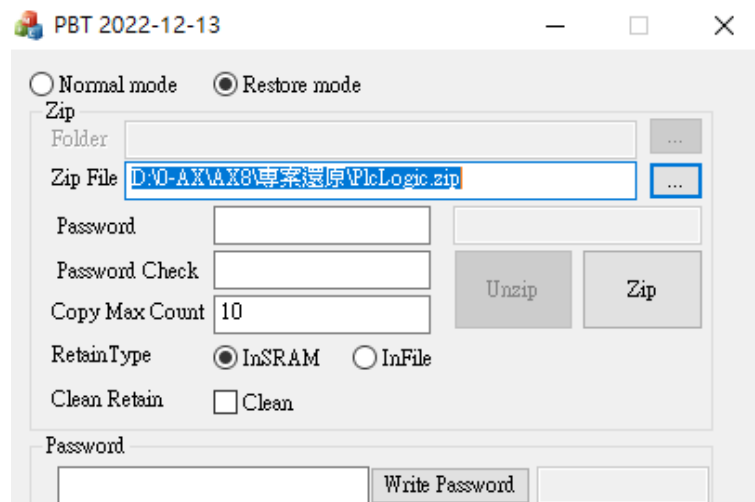 PBT 2022-12-13
Normal mode Restore mode
Zip
Folder ...
Zip File D:\0-AX\AX8\專案還原\PlcLogic.zip ...
Password
Password Check Unzip Zip
Copy Max Count 10
RetainType InSRAM InFile
Clean Retain Clean
Password
Write Password